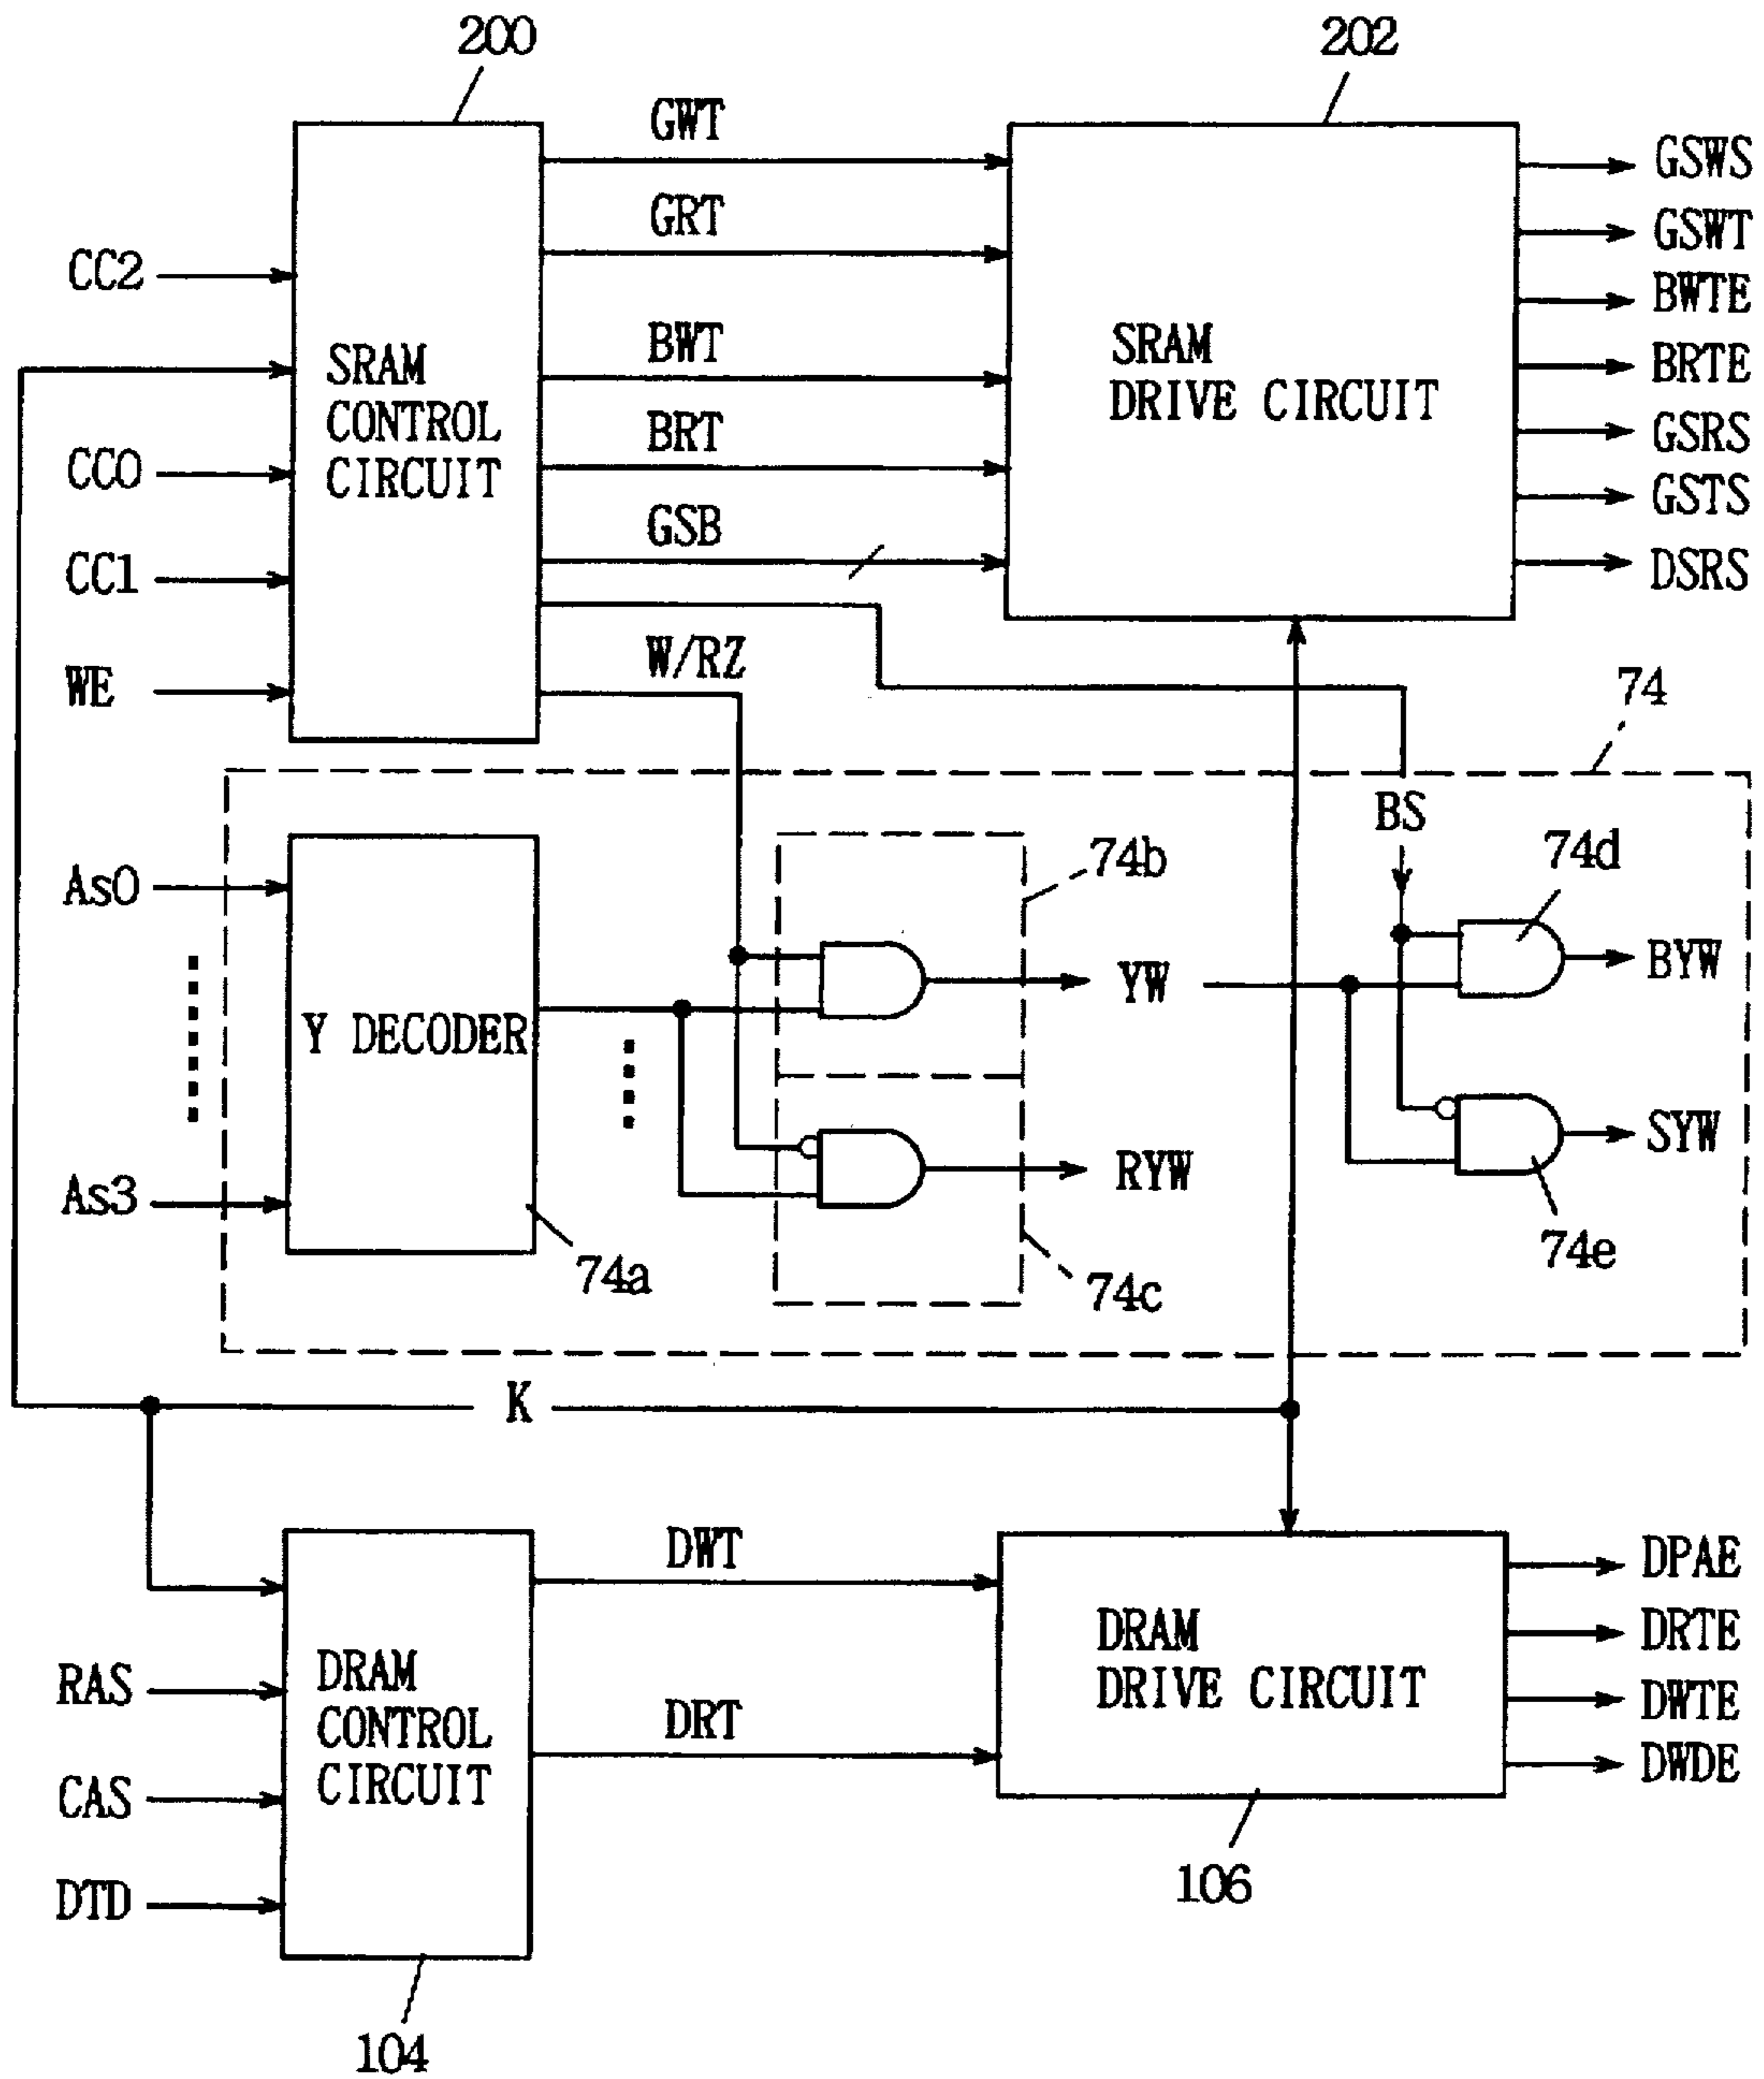 200
202
GWT
GSWS
GRT
GSWT
CC2
BWTE
BWT
SRAM
CONTROL
CIRCUIT
SRAM
DRIVE CIRCUIT
BRTE
BRT
GSRS
CC0
GSTS
GSB
CC1
DSRS
W/RZ
WE
74
BS
74b
74d
As0
YW
BYW
Y DECODER
RYW
SYW
As3
74a
74c
74e
K
DWT
DPAE
DRTE
DRAM
CONTROL
CIRCUIT
DRAM
DRIVE CIRCUIT
RAS
DWTE
DRT
DWDE
CAS
DTD
106
104